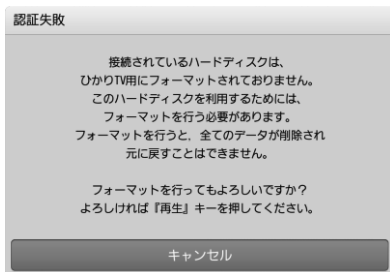 認証失敗
接続されているハードディスクは、
ひかりTV用にフォーマットされておりません。
このハードディスクを利用するためには、
フォーマットを行う必要があります。
フォーマットを行うと、全てのデータが削除され
元に戻すことはできません。
フォーマットを行ってもよろしいですか？
よろしければ『再生』キーを押してください。
キャンセル